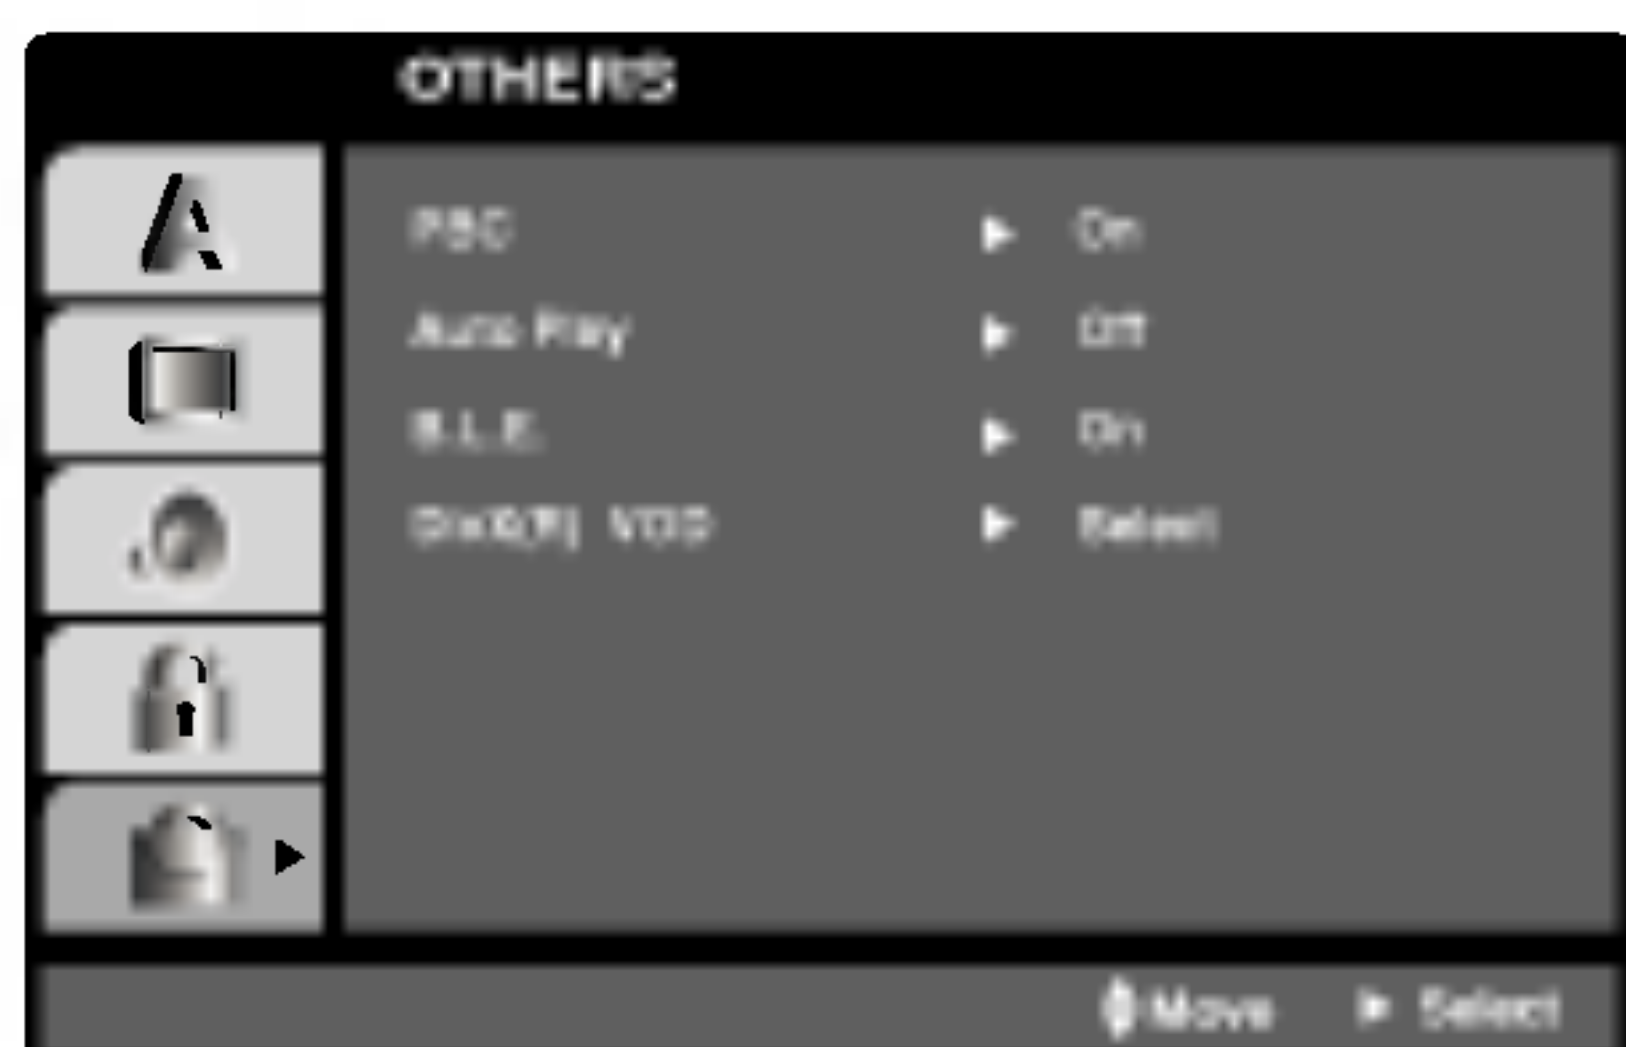 OTHERS
PBC On
Auto Play Off
B.L.E. On
DivX(R) VOD Select
Move Select